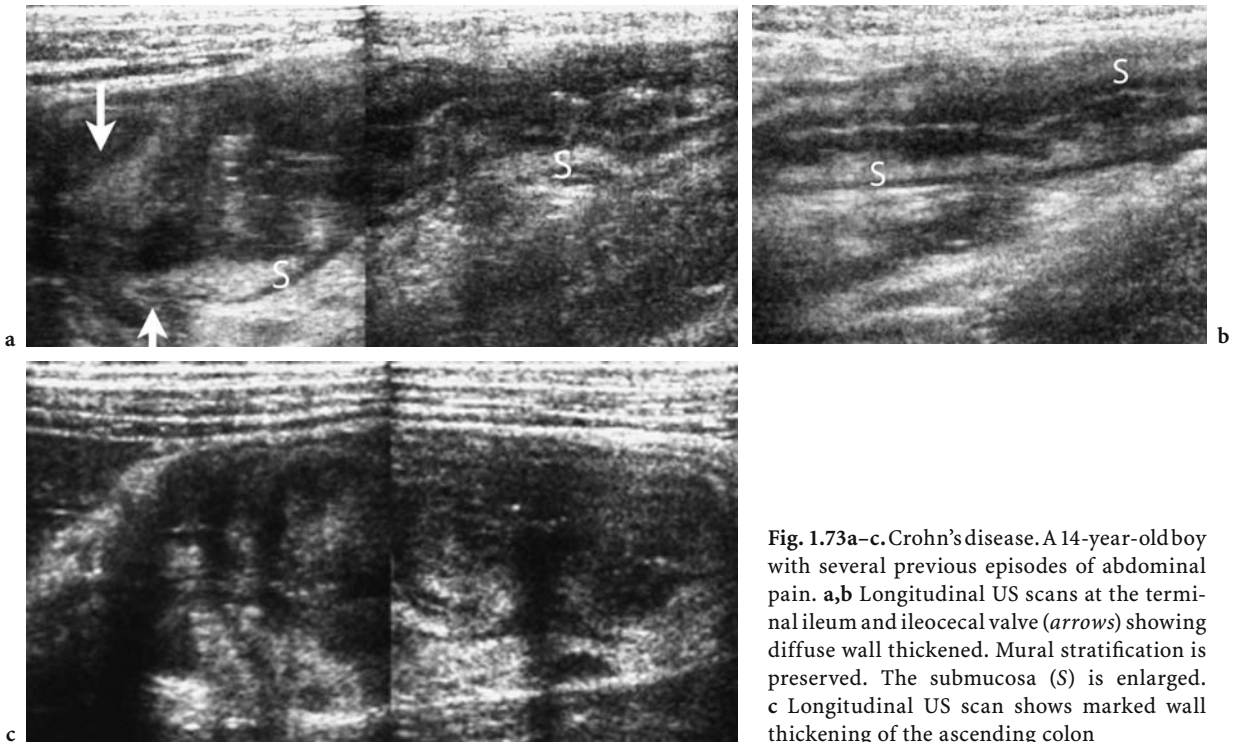 S
S
S
S
a
b
c
Fig. 1.73a–c. Crohn's disease. A 14-year-old boy
with several previous episodes of abdominal
pain. a,b Longitudinal US scans at the termi-
nal ileum and ileocecal valve (arrows) showing
diffuse wall thickened. Mural stratification is
preserved. The submucosa (S) is enlarged.
c Longitudinal US scan shows marked wall
thickening of the ascending colon